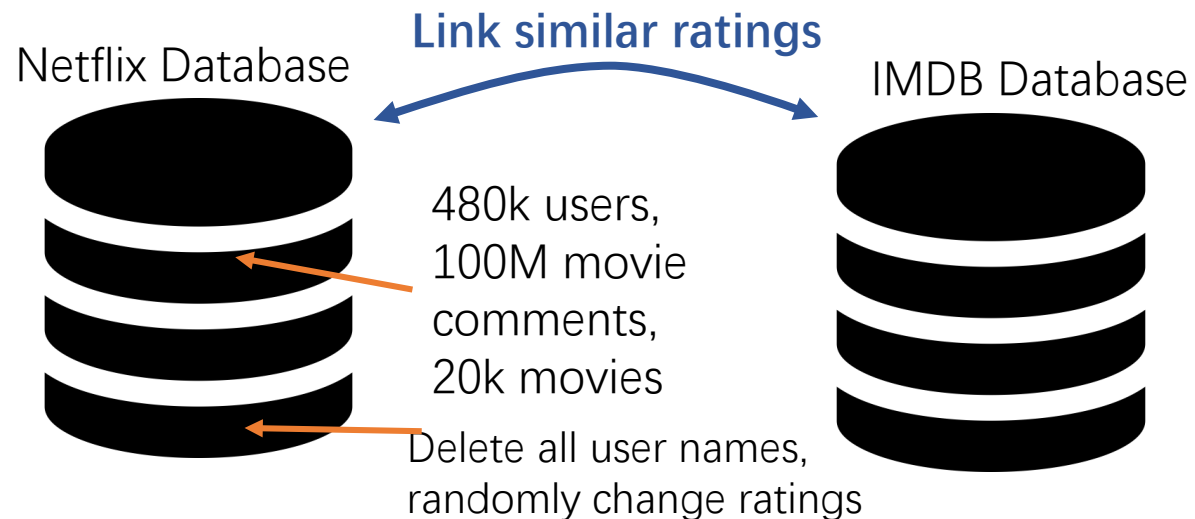 Link similar ratings
Netflix Database
IMDB Database
480k users,
100M movie
comments,
20k movies
Delete all user names,
randomly change ratings